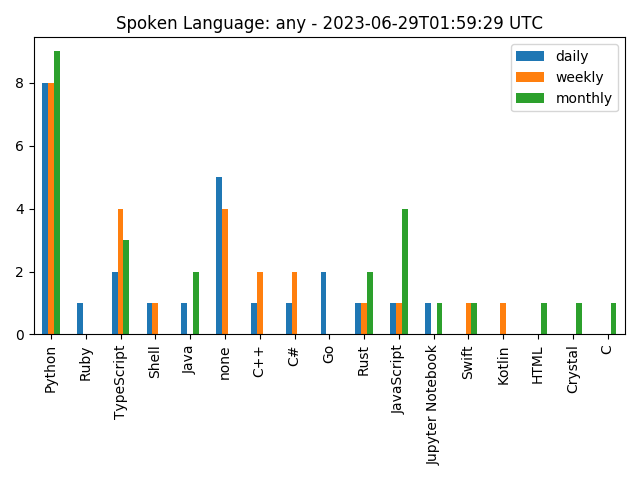 Spoken Language: any - 2023-06-29T01:59:29 UTC
daily
weekly
monthly
8
6
4
2
0
Python
Ruby
TypeScript
Shell
Java
none
C++
C#
Go
Rust
JavaScript
Jupyter Notebook
Swift
Kotlin
HTML
Crystal
C